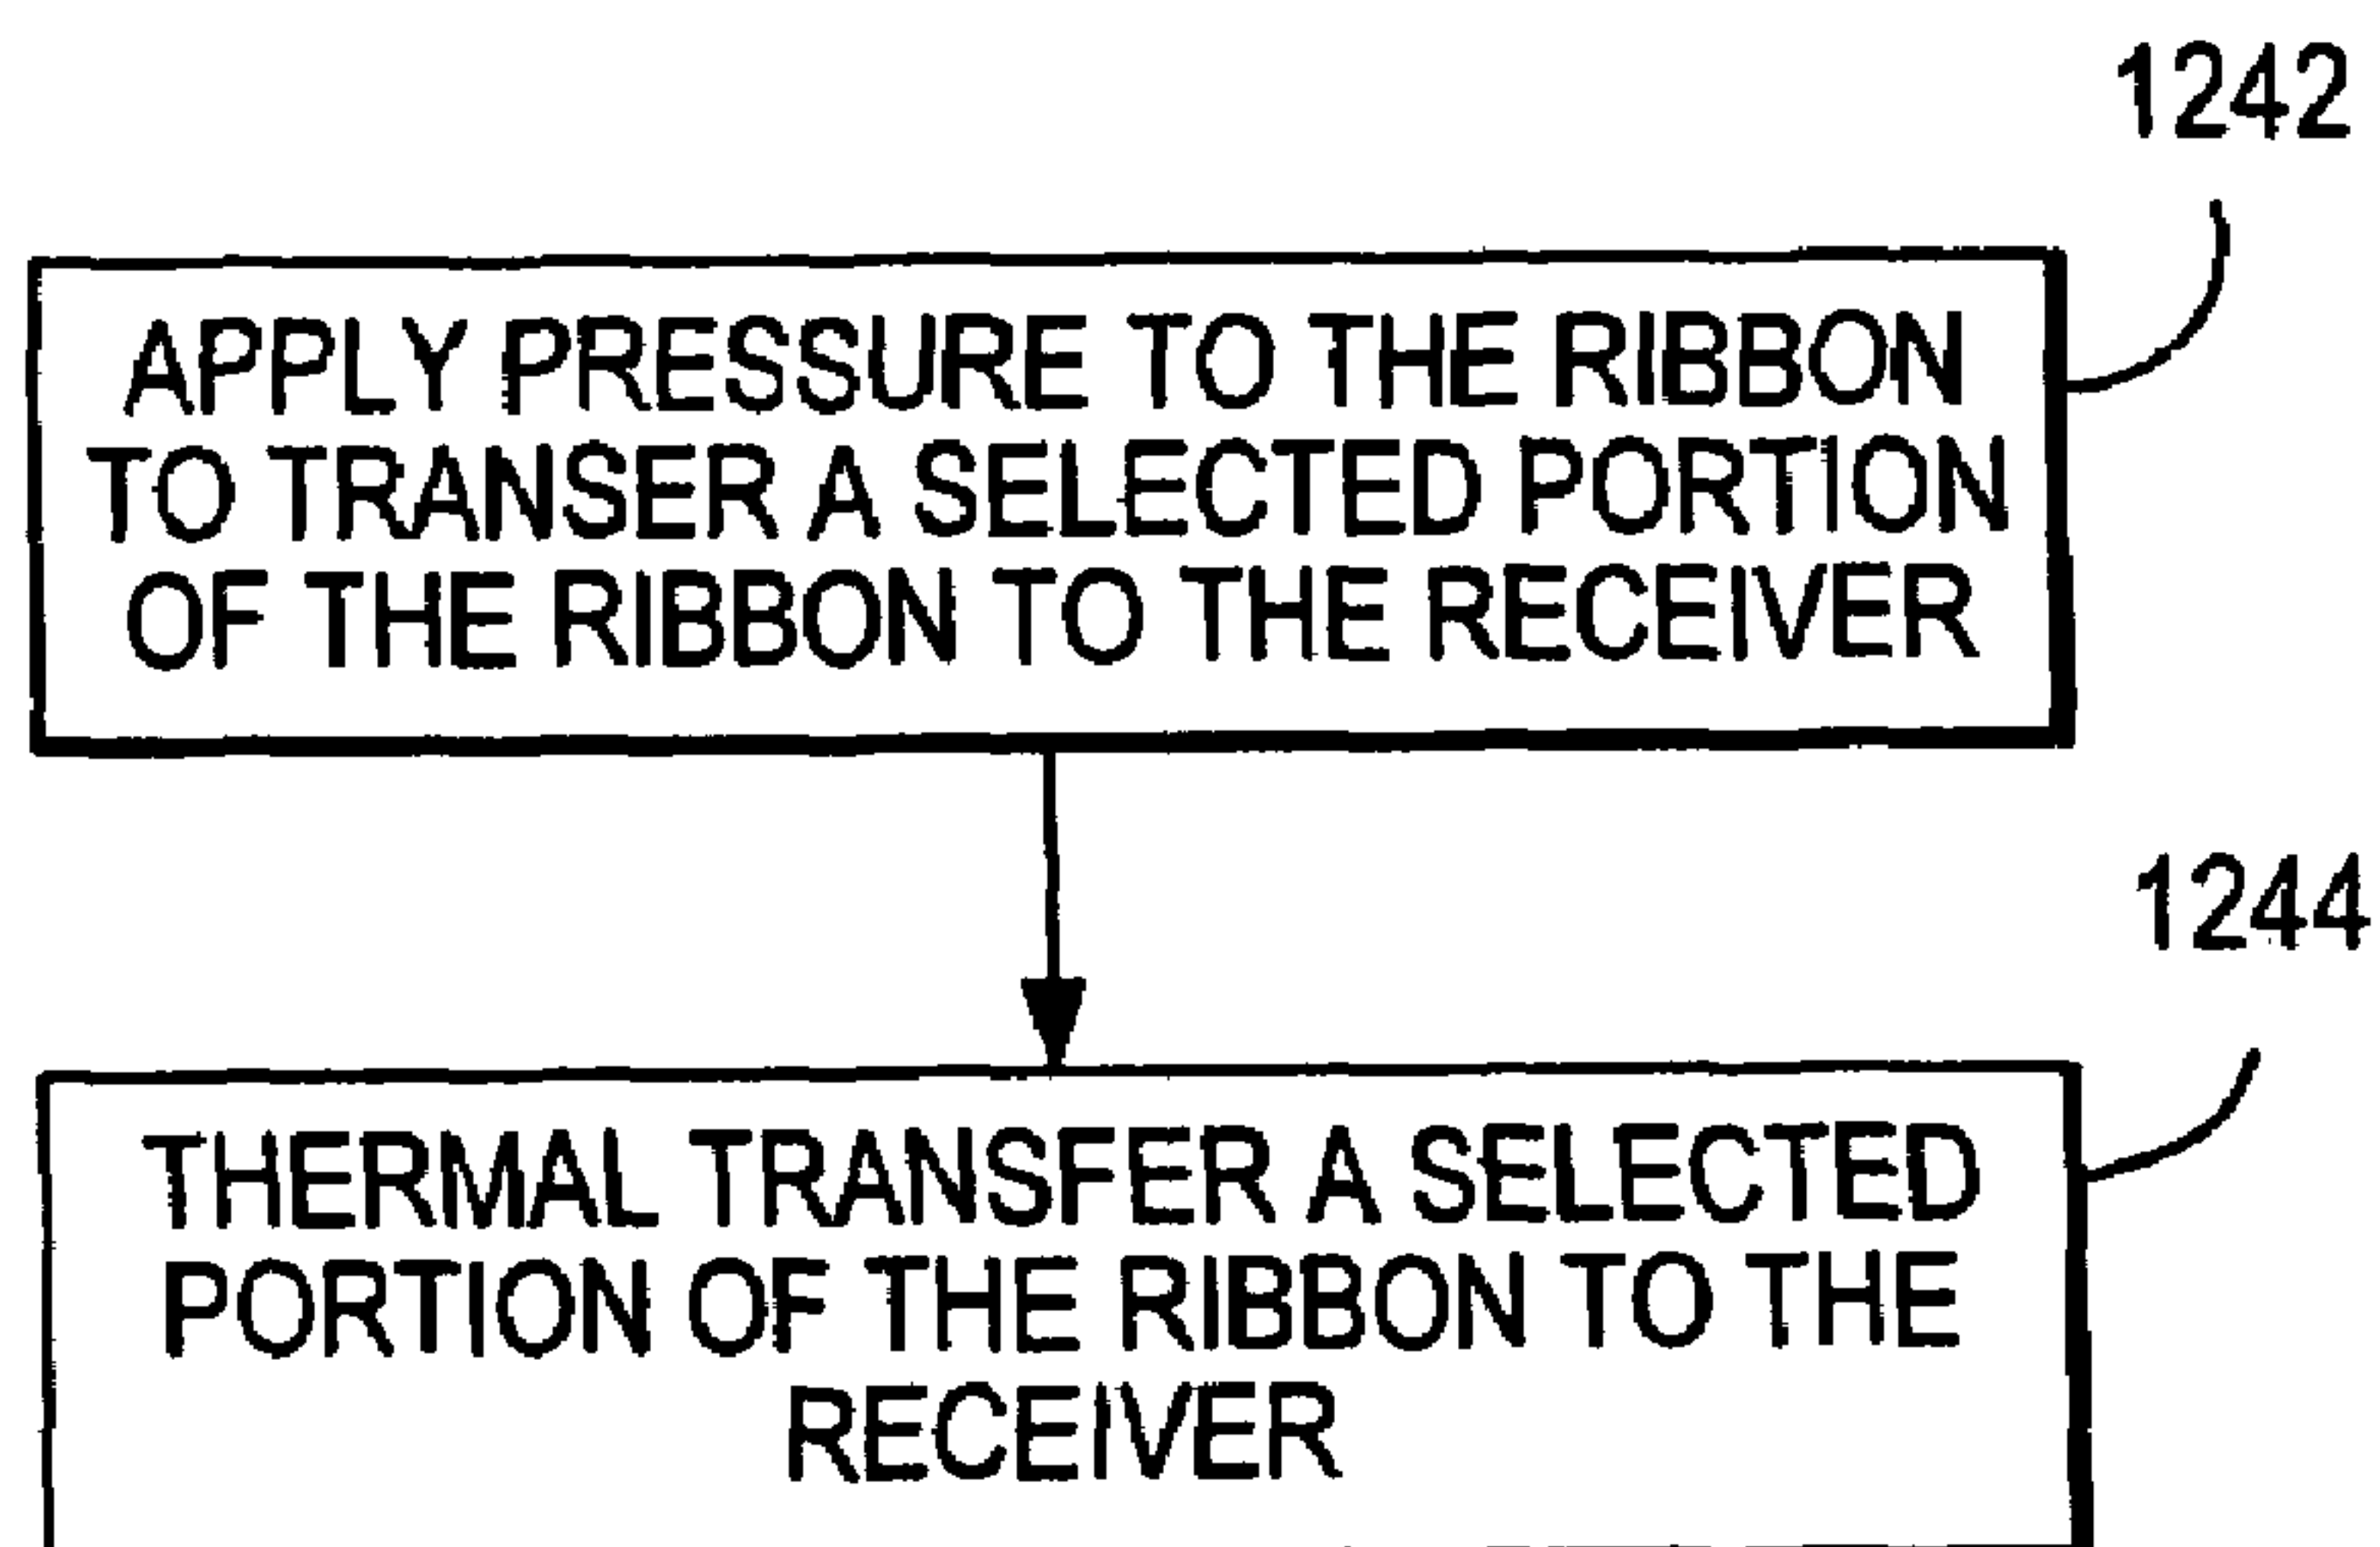 1242
APPLY PRESSURE TO THE RIBBON
TO TRANSER A SELECTED PORTION
OF THE RIBBON TO THE RECEIVER
1244
THERMAL TRANSFER A SELECTED
PORTION OF THE RIBBON TO THE
RECEIVER